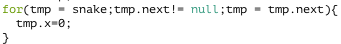 for(tmp = snake;tmp.next!= null;tmp = tmp.next){
  tmp.x=0;
}